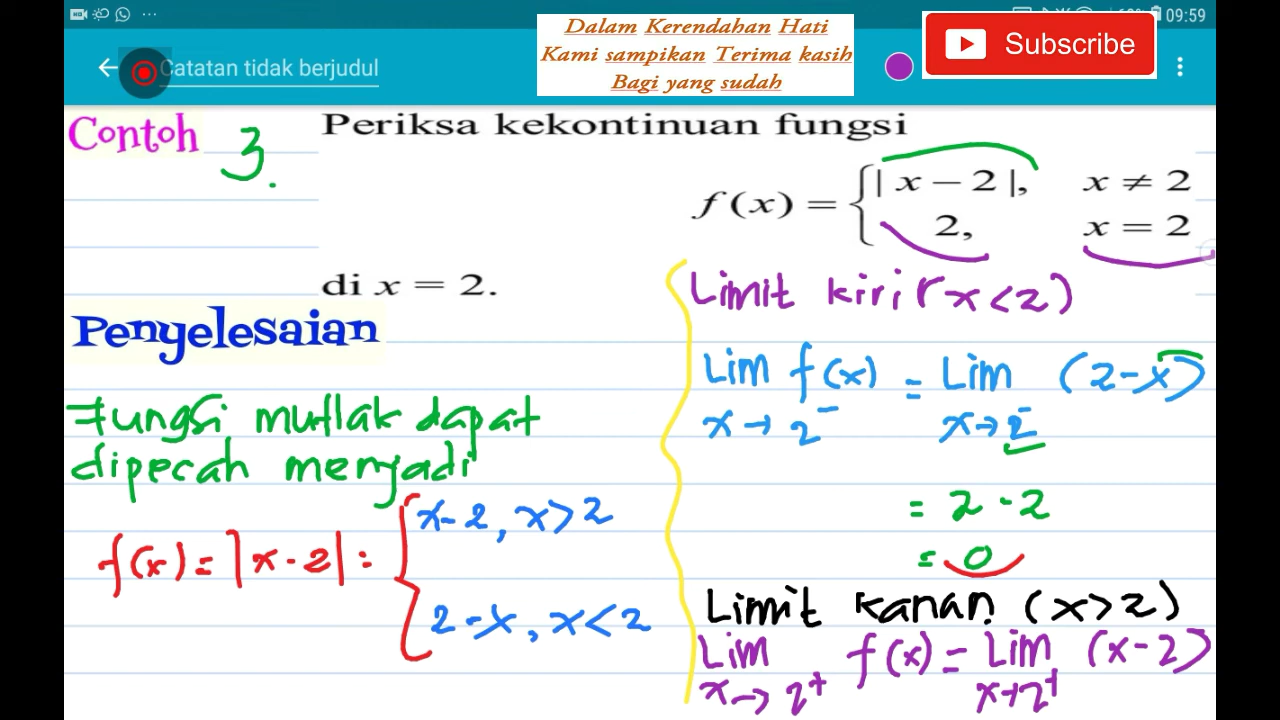 09:59
Dalam Kerendahan Hati
Kami sampikan Terima kasih
Bagi yang sudah
Subscribe
Catatan tidak berjudul
Contoh 3.
Periksa kekontinuan fungsi
f(x) = { | x − 2 |, x ≠ 2
2, x = 2
di x = 2.
Penyelesaian
Fungsi mutlak dapat
dipecah menjadi
f(x) = |x - 2| = { x - 2, x > 2
2 - x, x < 2
Limit kiri (x < 2)
Lim f(x) = Lim (2 - x)
x → 2⁻ x → 2⁻
= 2 - 2
= 0
Limit kanan (x > 2)
Lim f(x) = Lim (x - 2)
x → 2⁺ x → 2⁺